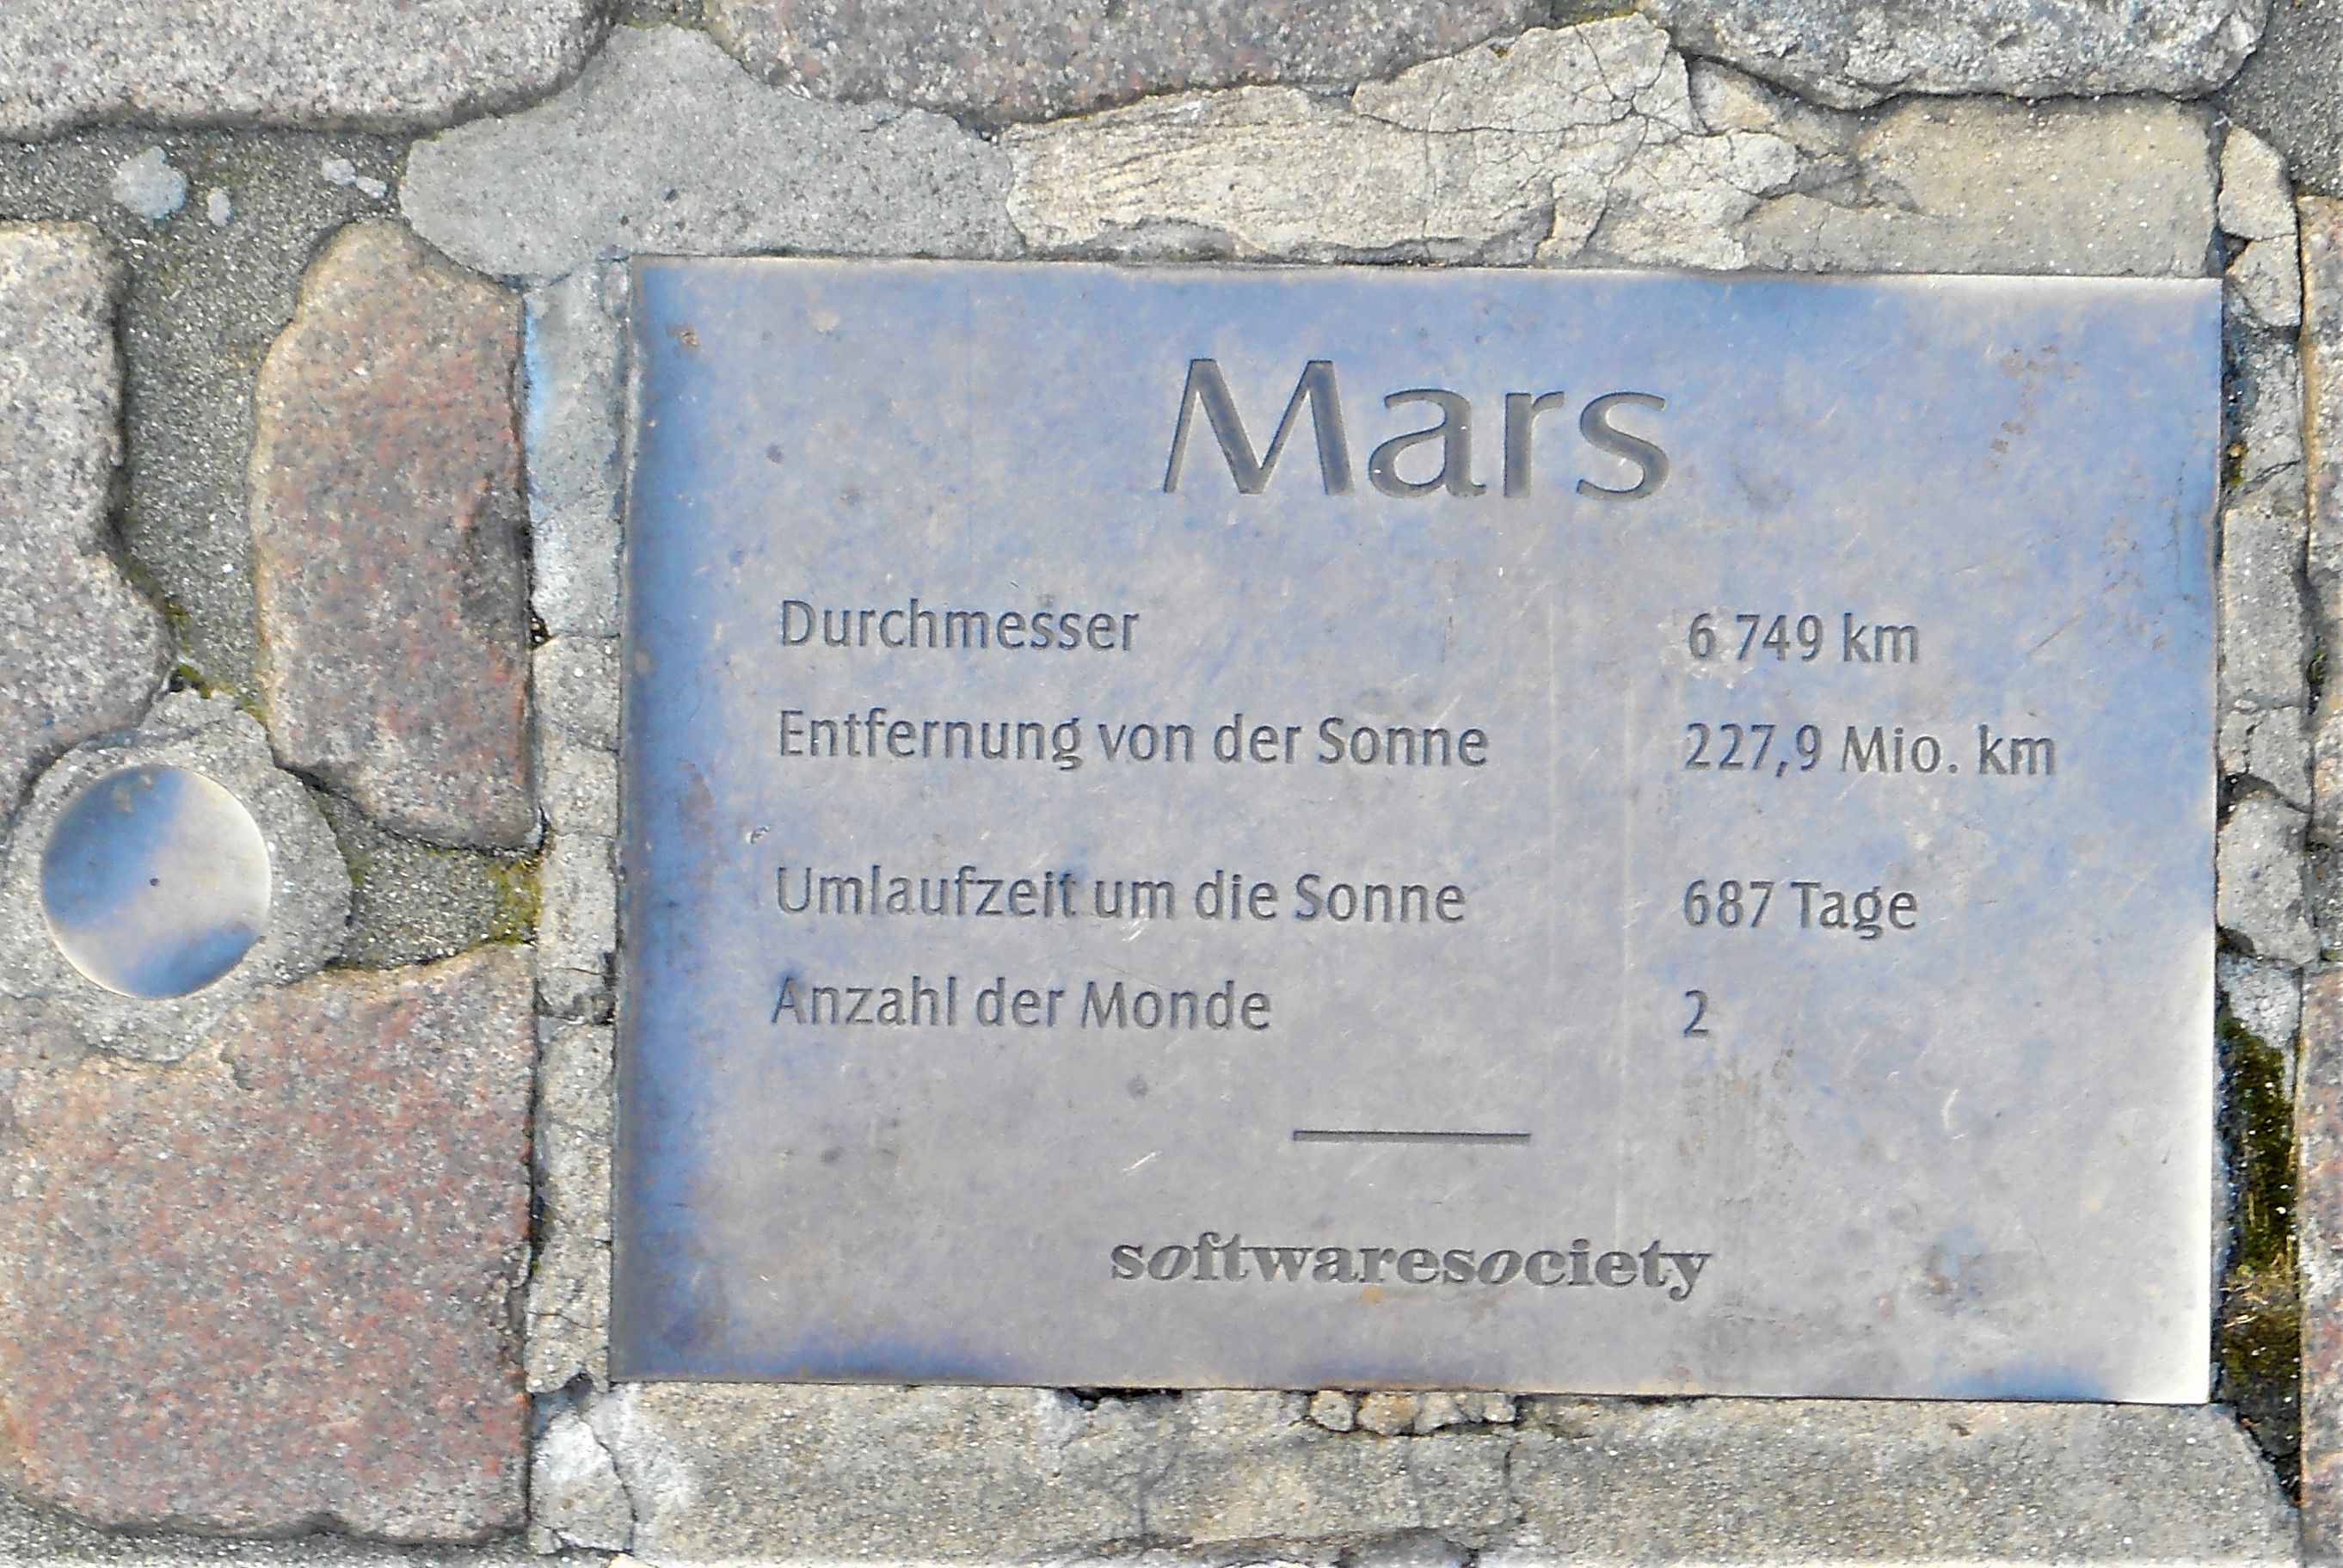 Mars
Durchmesser 6 749 km
Entfernung von der Sonne 227,9 Mio. km
Umlaufzeit um die Sonne 687 Tage
Anzahl der Monde 2
softwaresociety